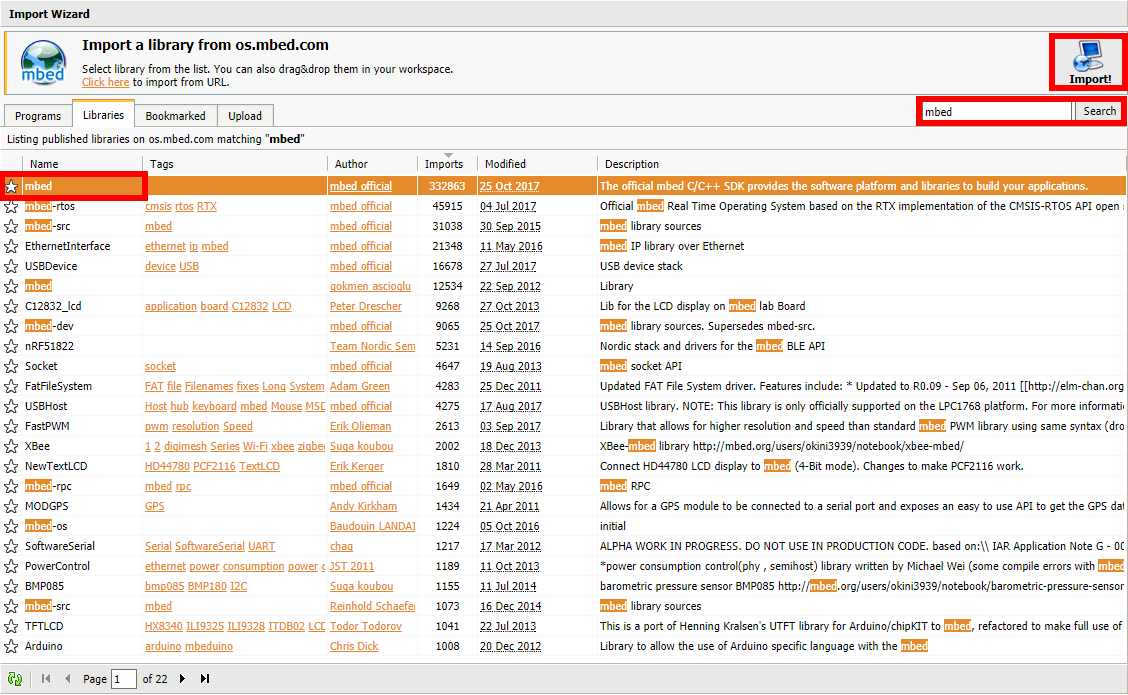 Import Wizard
mbed
Import a library from os.mbed.com
Select library from the list. You can also drag&drop them in your workspace.
Click here to import from URL.
Import!
Programs Libraries Bookmarked Upload
mbed Search
Listing published libraries on os.mbed.com matching "mbed"
Name Tags Author Imports Modified Description
mbed mbed official 332863 25 Oct 2017 The official mbed C/C++ SDK provides the software platform and libraries to build your applications.
mbed-rtos cmsis rtos RTX mbed official 45915 04 Jul 2017 Official mbed Real Time Operating System based on the RTX implementation of the CMSIS-RTOS API open
mbed-src mbed mbed official 31038 30 Sep 2015 mbed library sources
EthernetInterface ethernet ip mbed mbed official 21348 11 May 2016 mbed IP library over Ethernet
USBDevice device USB mbed official 16678 27 Jul 2017 USB device stack
mbed gokmen ascioglu 12534 22 Sep 2012 Library
C12832_lcd application board C12832 LCD Peter Drescher 9268 27 Oct 2013 Lib for the LCD display on mbed lab Board
mbed-dev mbed official 9065 25 Oct 2017 mbed library sources. Supersedes mbed-src.
nRF51822 Team Nordic Sem 5231 14 Sep 2016 Nordic stack and drivers for the mbed BLE API
Socket socket mbed official 4647 19 Aug 2013 mbed socket API
FatFileSystem FAT file Filenames fixes Long System Adam Green 4283 25 Dec 2011 Updated FAT File System driver. Features include: * Updated to R0.09 - Sep 06, 2011 [[http://elm-chan.org
USBHost Host hub keyboard mbed Mouse MSD mbed official 4275 17 Aug 2017 USBHost library. NOTE: This library is only officially supported on the LPC1768 platform. For more informati
FastPWM pwm resolution Speed Erik Olieman 2613 03 Sep 2017 Library that allows for higher resolution and speed than standard mbed PWM library using same syntax (dro
XBee 1 2 digimesh Series Wi-Fi xbee zigbe Suga koubou 2002 18 Dec 2013 XBee-mbed library http://mbed.org/users/okini3939/notebook/xbee-mbed/
NewTextLCD HD44780 PCF2116 TextLCD Erik Kerger 1810 28 Mar 2011 Connect HD44780 LCD display to mbed (4-Bit mode). Changes to make PCF2116 work.
mbed-rpc mbed rpc mbed official 1649 02 May 2016 mbed RPC
MODGPS GPS Andy Kirkham 1434 21 Apr 2011 Allows for a GPS module to be connected to a serial port and exposes an easy to use API to get the GPS dat
mbed-os Baudouin LANDAI 1224 05 Oct 2016 initial
SoftwareSerial Serial SoftwareSerial UART chaq 1217 17 Mar 2012 ALPHA WORK IN PROGRESS. DO NOT USE IN PRODUCTION CODE. based on:\\ IAR Application Note G - 00
PowerControl ethernet power consumption power c JST 2011 1189 11 Oct 2013 *power consumption control(phy , semihost) library written by Michael Wei (some compile errors with mbed
BMP085 bmp085 BMP180 I2C Suga koubou 1155 11 Jul 2014 barometric pressure sensor BMP085 http://mbed.org/users/okini3939/notebook/barometric-pressure-sensor
mbed-src mbed Reinhold Schaefer 1073 16 Dec 2014 mbed library sources
TFTLCD HX8340 ILI9325 ILI9328 ITDB02 LCD Todor Todorov 1041 22 Jul 2013 This is a port of Henning Kralsen's UTFT library for Arduino/chipKIT to mbed, refactored to make full use of
Arduino arduino mbeduino Chris Dick 1008 20 Dec 2012 Library to allow the use of Arduino specific language with the mbed
Page 1 of 22